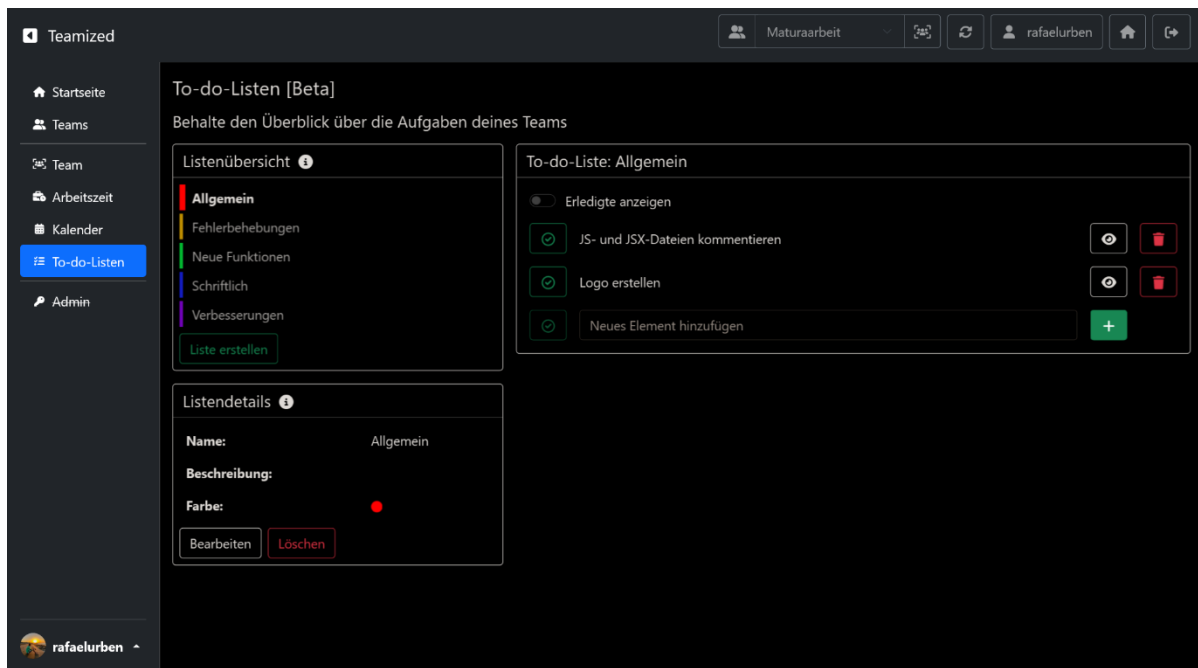 Teamized
Maturaarbeit
rafaelurben
Startseite
Teams
Team
Arbeitszeit
Kalender
To-do-Listen
Admin
rafaelurben
To-do-Listen [Beta]
Behalte den Überblick über die Aufgaben deines Teams
Listenübersicht
Allgemein
Fehlerbehebungen
Neue Funktionen
Schriftlich
Verbesserungen
Liste erstellen
Listendetails
Name: Allgemein
Beschreibung:
Farbe:
Bearbeiten Löschen
To-do-Liste: Allgemein
Erledigte anzeigen
JS- und JSX-Dateien kommentieren
Logo erstellen
Neues Element hinzufügen